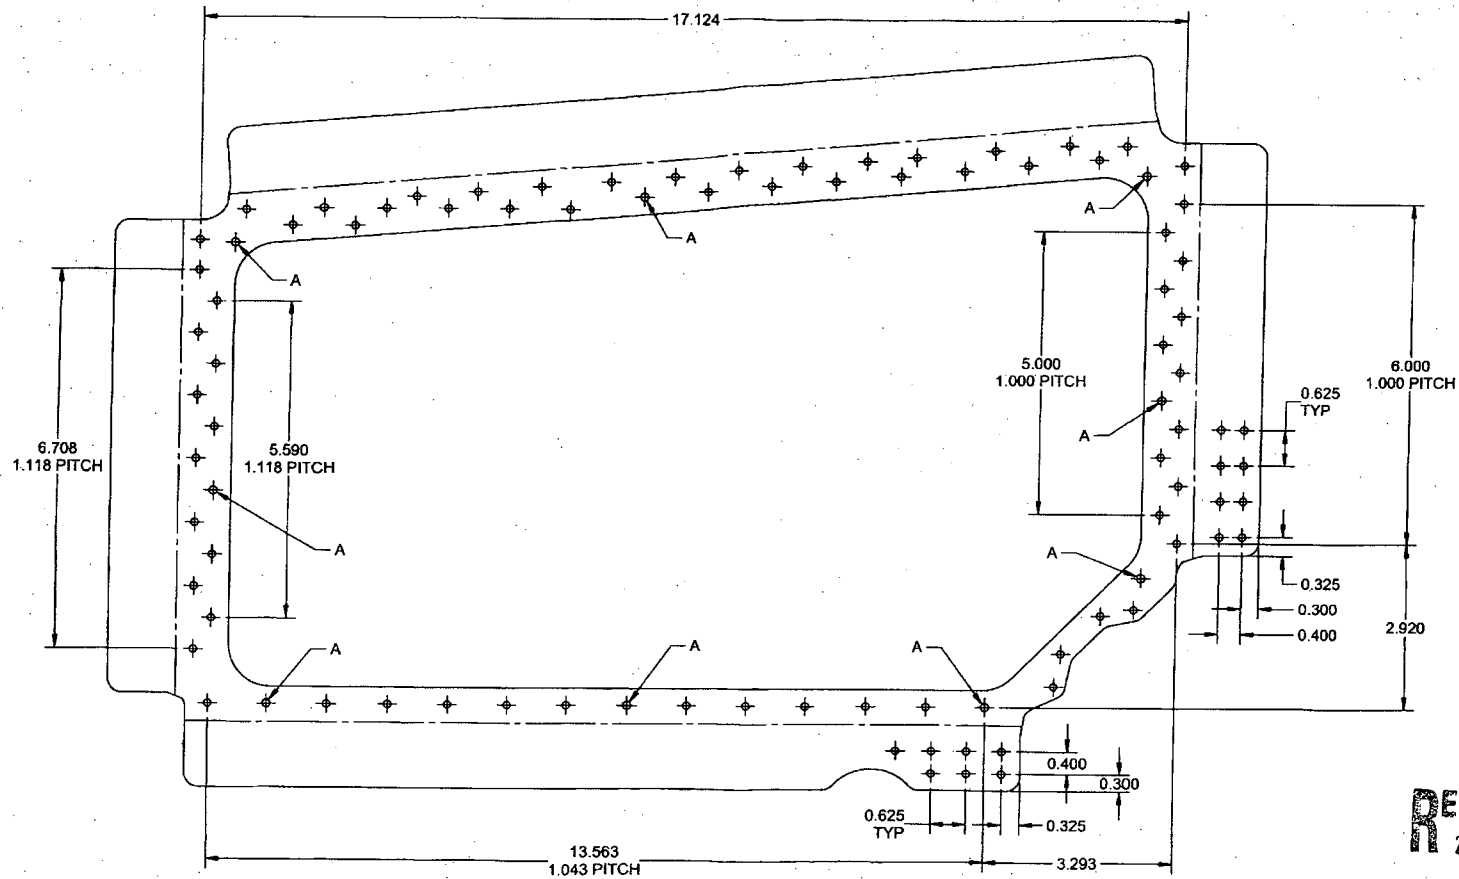 17.124
A
A
A
5.000
1.000 PITCH
6.000
1.000 PITCH
0.625
TYP
A
6.708
1.118 PITCH
5.590
1.118 PITCH
A
A
0.325
0.300
0.400
2.920
A
A
A
0.400
0.300
0.625
TYP
0.325
13.563
1.043 PITCH
3.293
RE